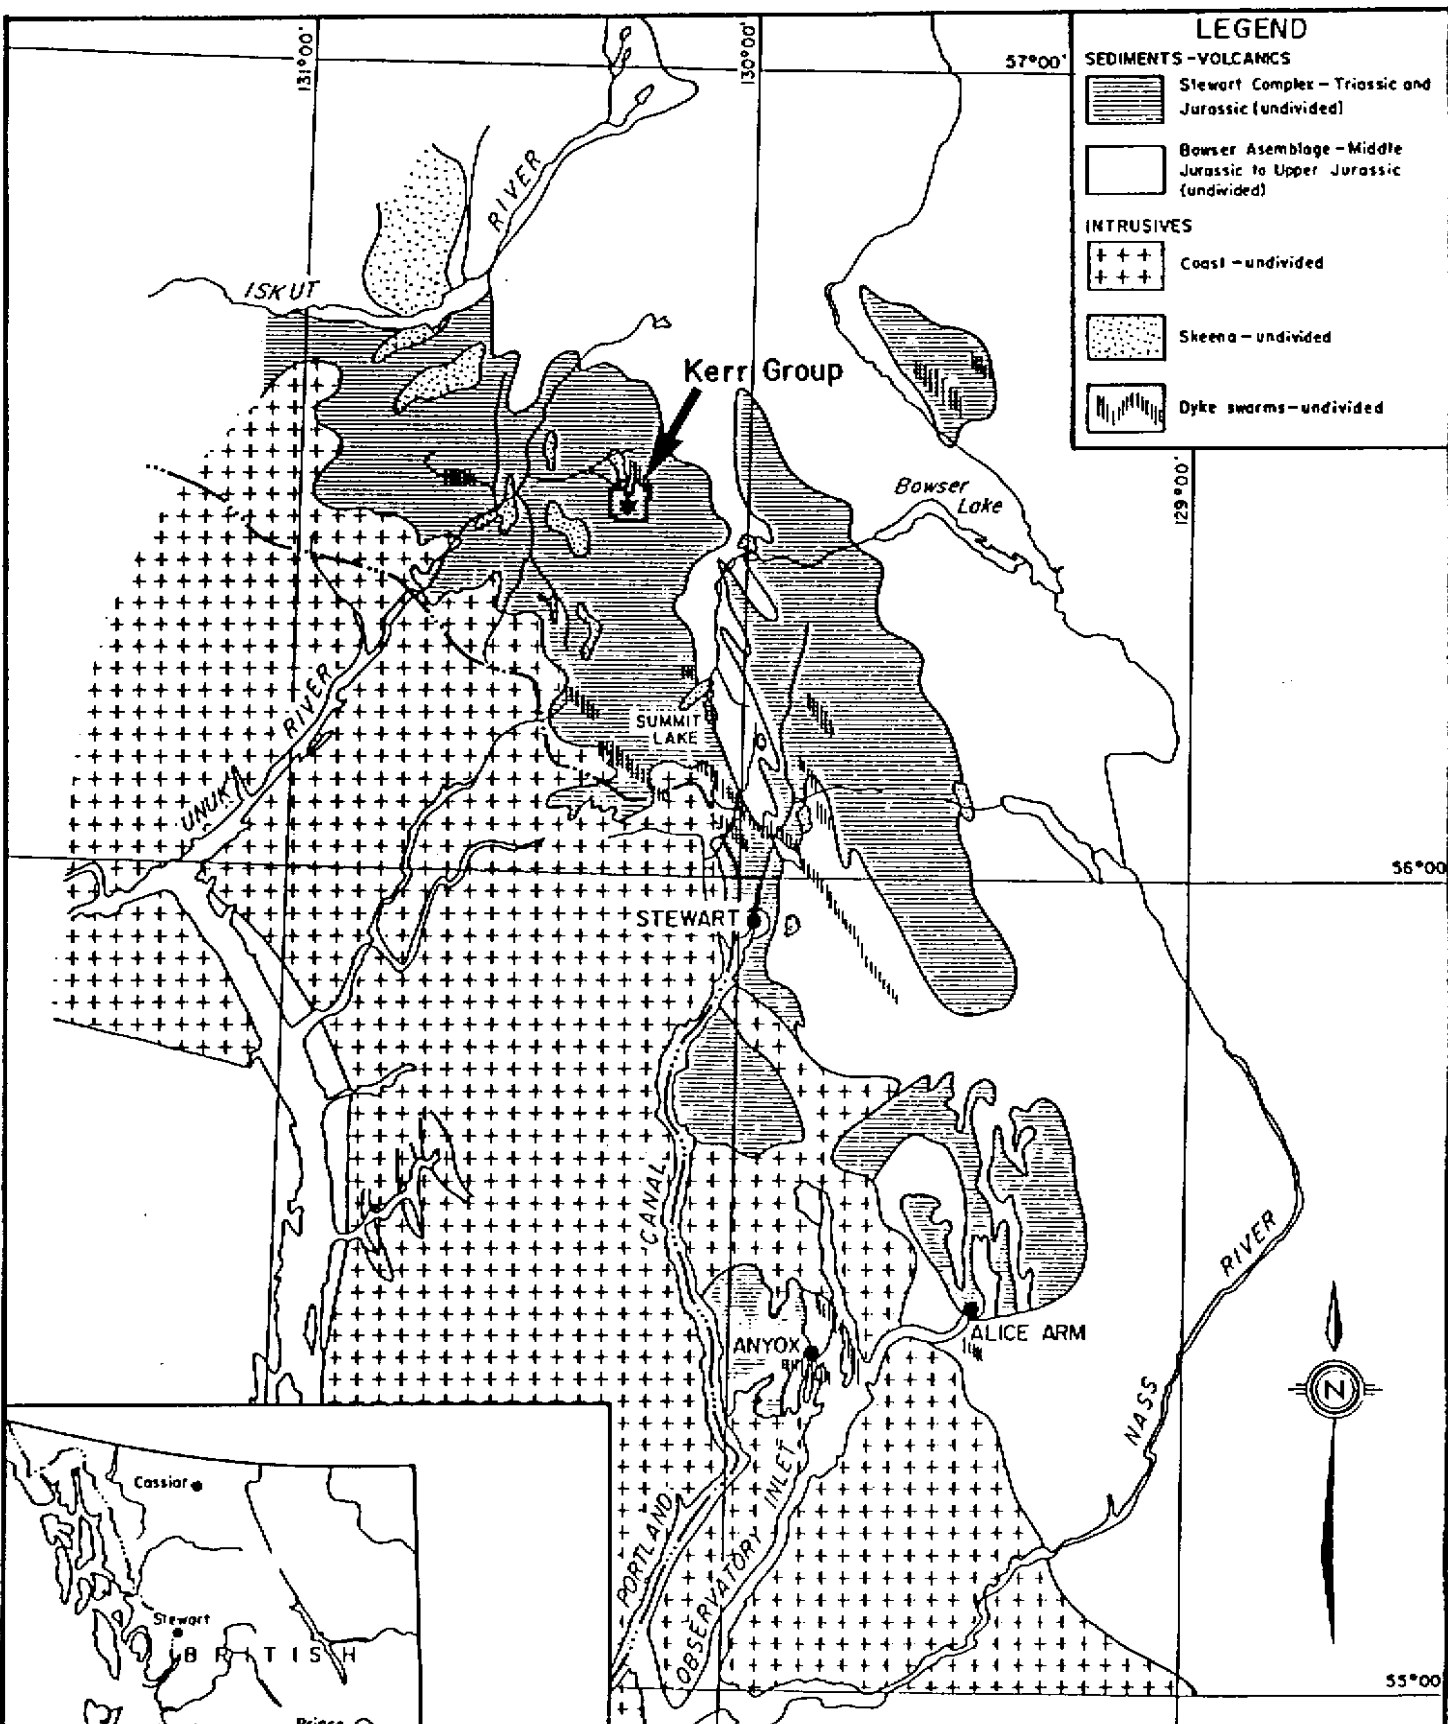 LEGEND
SEDIMENTS-VOLCANICS
Stewart Complex – Triassic and
Jurassic (undivided)
Bowser Asemblage – Middle
Jurassic to Upper Jurassic
(undivided)
INTRUSIVES
Coast – undivided
Skeena – undivided
Dyke swarms – undivided
131°00'
130°00'
57°00'
RIVER
ISKUT
Kerr Group
Bowser
Lake
129°00'
RIVER
UNUK
SUMMIT
LAKE
56°00
STEWART
CANAL
RIVER
ANYOX
ALICE ARM
NASS
N
INLET
PORTLAND
OBSERVATORY
55°00
Cassiar
Stewart
BRITISH
Prince